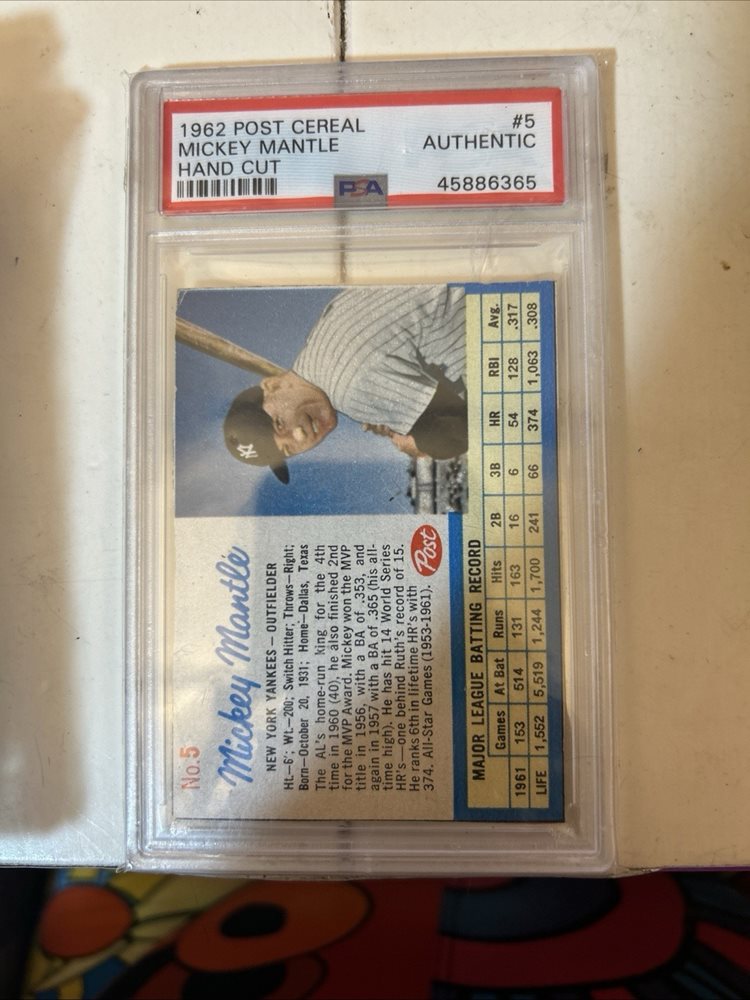 1962 POST CEREAL #5
MICKEY MANTLE AUTHENTIC
HAND CUT
PSA 45886365
No.5
Mickey Mantle
NEW YORK YANKEES — OUTFIELDER
Ht.—6'; Wt.—200; Switch Hitter; Throws—Right;
Born—October 20, 1931; Home—Dallas, Texas
The AL's home-run king for the 4th
time in 1960 (40), he also finished 2nd
for the MVP Award. Mickey won the MVP
title in 1956, with a BA of .353, and
again in 1957 with a BA of .365 (his all-
time high). He has hit 14 World Series
HR's—one behind Ruth's record of 15.
He ranks 6th in lifetime HR's with
374. All-Star Games (1953-1961).
Post
NY
MAJOR LEAGUE BATTING RECORD
Games At Bat Runs Hits 2B 3B HR RBI Avg.
1961 153 514 131 163 16 6 54 128 .317
LIFE 1,552 5,519 1,244 1,700 241 66 374 1,063 .308